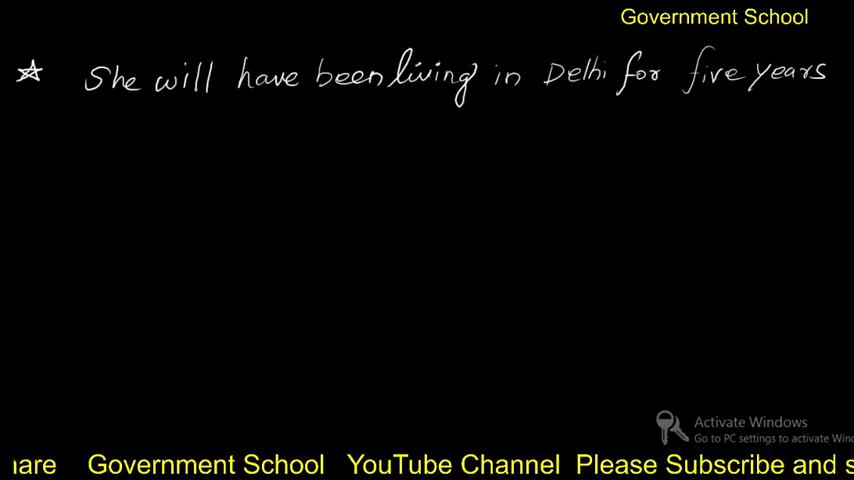 Government School
☆ She will have been living in Delhi for five years
Activate Windows
Go to PC settings to activate Win
hare Government School YouTube Channel Please Subscribe and s